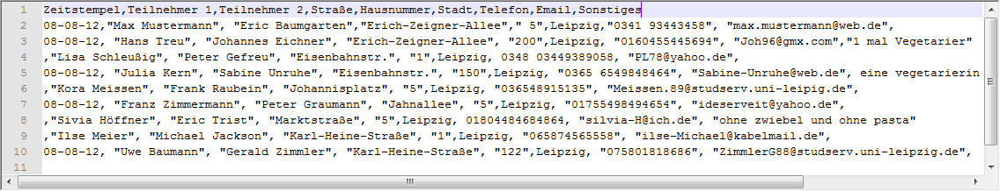 1 Zeitstempel,Teilnehmer 1,Teilnehmer 2,Straße,Hausnummer,Stadt,Telefon,Email,Sonstiges
2 08-08-12,"Max Mustermann", "Eric Baumgarten","Erich-Zeigner-Allee"," 5",Leipzig,"0341 93443458", "max.mustermann@web.de",
3 08-08-12, "Hans Treu", "Johannes Eichner", "Erich-Zeigner-Allee", "200",Leipzig, "0160455445694", "Joh96@gmx.com","1 mal Vegetarier"
4 ,"Lisa Schleußig", "Peter Gefreu", "Eisenbahnstr.", "1",Leipzig, 0348 03449389058, "PL78@yahoo.de",
5 08-08-12, "Julia Kern", "Sabine Unruhe", "Eisenbahnstr.", "150",Leipzig, "0365 6549848464", "Sabine-Unruhe@web.de", eine vegetarierin
6 ,"Kora Meissen", "Frank Raubein", "Johannisplatz", "5",Leipzig, "036548915135", "Meissen.89@studserv.uni-leipig.de",
7 08-08-12, "Franz Zimmermann", "Peter Graumann", "Jahnallee", "5",Leipzig, "01755498494654", "ideserveit@yahoo.de",
8 ,"Sivia Höffner", "Eric Trist", "Marktstraße", "5",Leipzig, 01804484684864, "silvia-H@ich.de", "ohne zwiebel und ohne pasta"
9 ,"Ilse Meier", "Michael Jackson", "Karl-Heine-Straße", "1",Leipzig, "065874565558", "ilse-Michael@kabelmail.de",
10 08-08-12, "Uwe Baumann", "Gerald Zimmler", "Karl-Heine-Straße", "122",Leipzig, "075801818686", "ZimmlerG88@studserv.uni-leipzig.de",
11